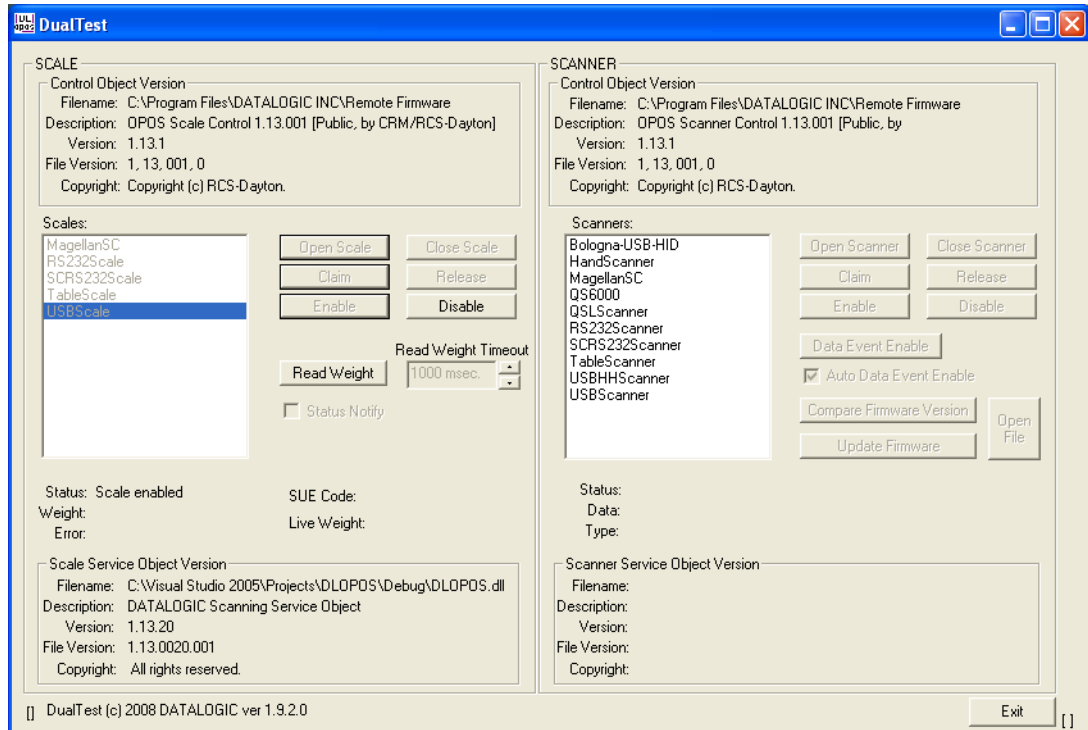 UL
opos
DualTest
SCALE
Control Object Version
Filename: C:\Program Files\DATALOGIC INC\Remote Firmware
Description: OPOS Scale Control 1.13.001 [Public, by CRM/RCS-Dayton]
Version: 1.13.1
File Version: 1, 13, 001, 0
Copyright: Copyright (c) RCS-Dayton.
Scales:
MagellanSC
RS232Scale
SCRS232Scale
TableScale
USBScale
Open Scale Close Scale
Claim Release
Enable Disable
Read Weight Timeout
Read Weight 1000 msec.
Status Notify
Status: Scale enabled
Weight:
Error:
SUE Code:
Live Weight:
Scale Service Object Version
Filename: C:\Visual Studio 2005\Projects\DLOPOS\Debug\DLOPOS.dll
Description: DATALOGIC Scanning Service Object
Version: 1.13.20
File Version: 1.13.0020.001
Copyright: All rights reserved.
SCANNER
Control Object Version
Filename: C:\Program Files\DATALOGIC INC\Remote Firmware
Description: OPOS Scanner Control 1.13.001 [Public, by
Version: 1.13.1
File Version: 1, 13, 001, 0
Copyright: Copyright (c) RCS-Dayton.
Scanners:
Bologna-USB-HID
HandScanner
MagellanSC
QS6000
QSLScanner
RS232Scanner
SCRS232Scanner
TableScanner
USBHHScanner
USBScanner
Open Scanner Close Scanner
Claim Release
Enable Disable
Data Event Enable
Auto Data Event Enable
Compare Firmware Version
Update Firmware
Open
File
Status:
Data:
Type:
Scanner Service Object Version
Filename:
Description:
Version:
File Version:
Copyright:
[] DualTest (c) 2008 DATALOGIC ver 1.9.2.0
Exit
[ ]